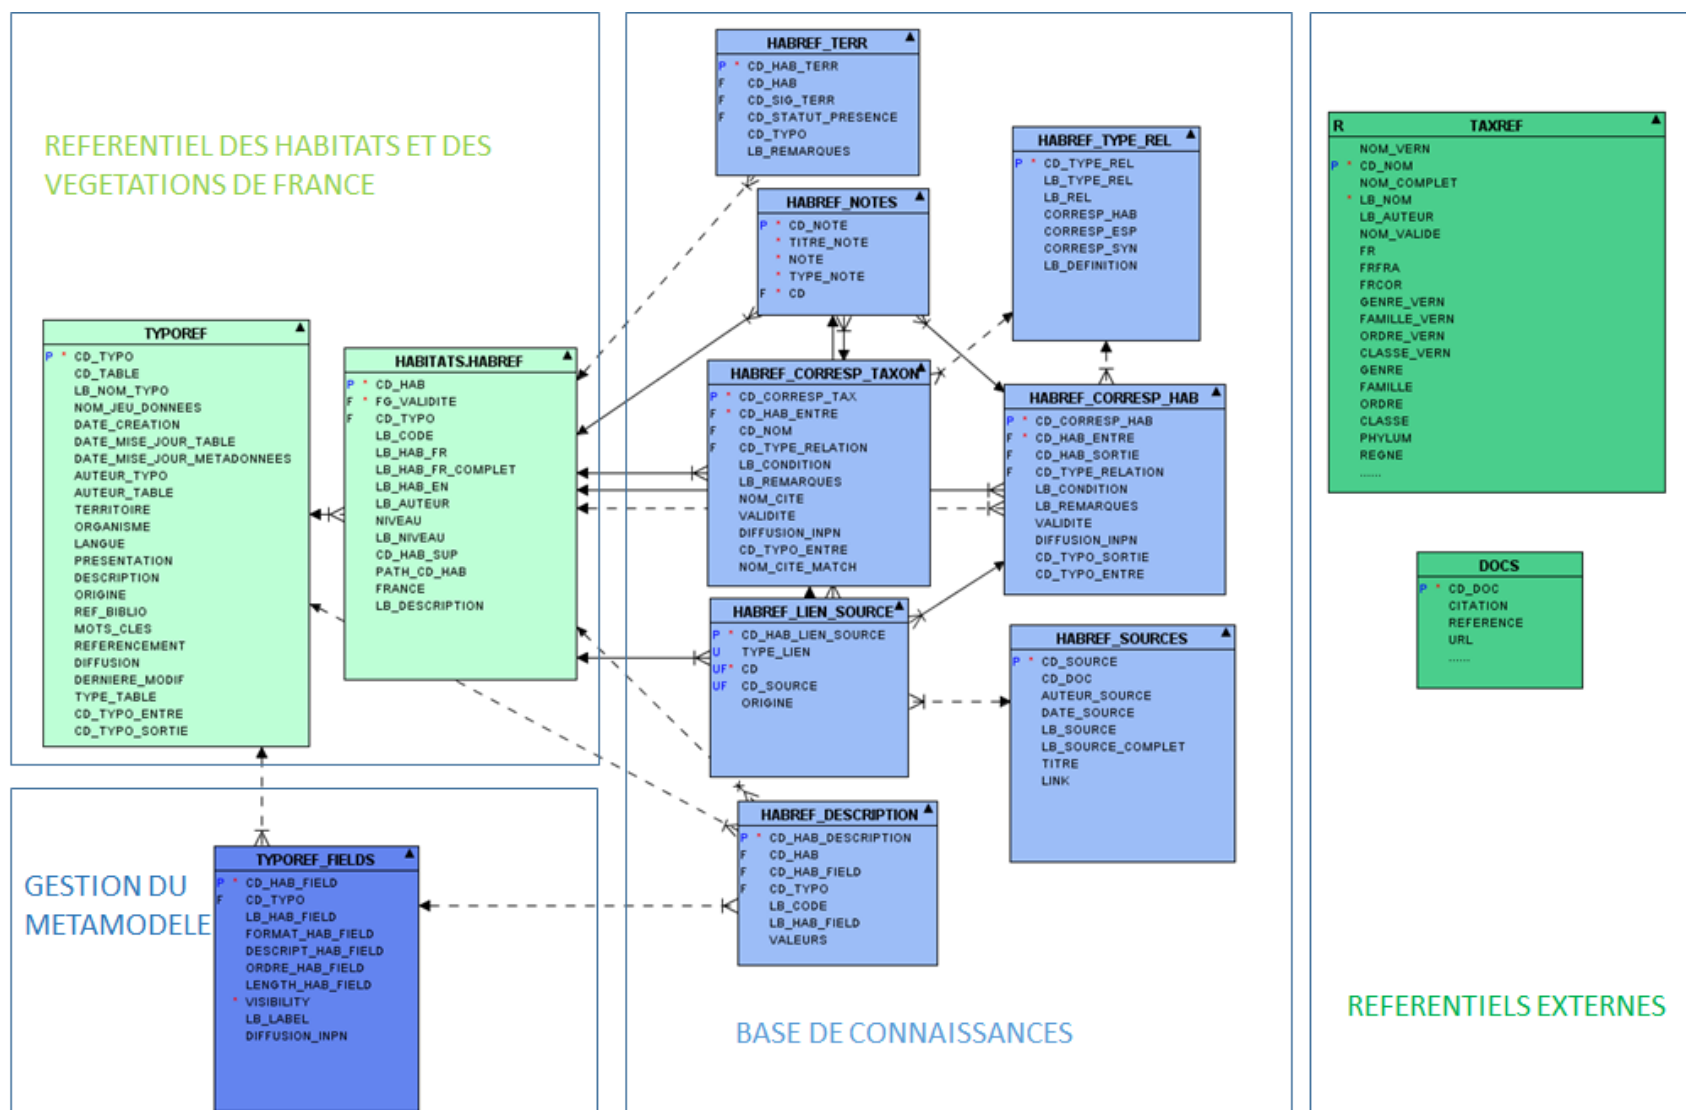 REFERENTIEL DES HABITATS ET DES
VEGETATIONS DE FRANCE
TYPOREF
P * CD_TYPO
CD_TABLE
LB_NOM_TYPO
NOM_JEU_DONNEES
DATE_CREATION
DATE_MISE_JOUR_TABLE
DATE_MISE_JOUR_METADONNEES
AUTEUR_TYPO
AUTEUR_TABLE
TERRITOIRE
ORGANISME
LANGUE
PRESENTATION
DESCRIPTION
ORIGINE
REF_BIBLIO
MOTS_CLES
REFERENCEMENT
DIFFUSION
DERNIERE_MODIF
TYPE_TABLE
CD_TYPO_ENTRE
CD_TYPO_SORTIE
HABITATS.HABREF
P * CD_HAB
F * FG_VALIDITE
F CD_TYPO
LB_CODE
LB_HAB_FR
LB_HAB_FR_COMPLET
LB_HAB_EN
LB_AUTEUR
NIVEAU
LB_NIVEAU
CD_HAB_SUP
PATH_CD_HAB
FRANCE
LB_DESCRIPTION
GESTION DU
METAMODELE
TYPOREF_FIELDS
P * CD_HAB_FIELD
F CD_TYPO
LB_HAB_FIELD
FORMAT_HAB_FIELD
DESCRIPT_HAB_FIELD
ORDRE_HAB_FIELD
LENGTH_HAB_FIELD
* VISIBILITY
LB_LABEL
DIFFUSION_INPN
HABREF_TERR
P * CD_HAB_TERR
F CD_HAB
F CD_SIG_TERR
F CD_STATUT_PRESENCE
CD_TYPO
LB_REMARQUES
HABREF_NOTES
P * CD_NOTE
* TITRE_NOTE
* NOTE
* TYPE_NOTE
F * CD
HABREF_TYPE_REL
P * CD_TYPE_REL
LB_TYPE_REL
LB_REL
CORRESP_HAB
CORRESP_ESP
CORRESP_SYN
LB_DEFINITION
HABREF_CORRESP_TAXON
P * CD_CORRESP_TAX
F * CD_HAB_ENTRE
F CD_NOM
F CD_TYPE_RELATION
LB_CONDITION
LB_REMARQUES
NOM_CITE
VALIDITE
DIFFUSION_INPN
CD_TYPO_ENTRE
NOM_CITE_MATCH
HABREF_CORRESP_HAB
P * CD_CORRESP_HAB
F * CD_HAB_ENTRE
F CD_HAB_SORTIE
F CD_TYPE_RELATION
LB_CONDITION
LB_REMARQUES
VALIDITE
DIFFUSION_INPN
CD_TYPO_SORTIE
CD_TYPO_ENTRE
HABREF_LIEN_SOURCE
P * CD_HAB_LIEN_SOURCE
U TYPE_LIEN
UF * CD
UF CD_SOURCE
ORIGINE
HABREF_SOURCES
P * CD_SOURCE
CD_DOC
AUTEUR_SOURCE
DATE_SOURCE
LB_SOURCE
LB_SOURCE_COMPLET
TITRE
LINK
HABREF_DESCRIPTION
P * CD_HAB_DESCRIPTION
F CD_HAB
F CD_HAB_FIELD
F CD_TYPO
LB_CODE
LB_HAB_FIELD
VALEURS
BASE DE CONNAISSANCES
R TAXREF
NOM_VERN
P * CD_NOM
NOM_COMPLET
* LB_NOM
LB_AUTEUR
NOM_VALIDE
FR
FRFRA
FRCOR
GENRE_VERN
FAMILLE_VERN
ORDRE_VERN
CLASSE_VERN
GENRE
FAMILLE
ORDRE
CLASSE
PHYLUM
REGNE
......
DOCS
P * CD_DOC
CITATION
REFERENCE
URL
......
REFERENTIELS EXTERNES